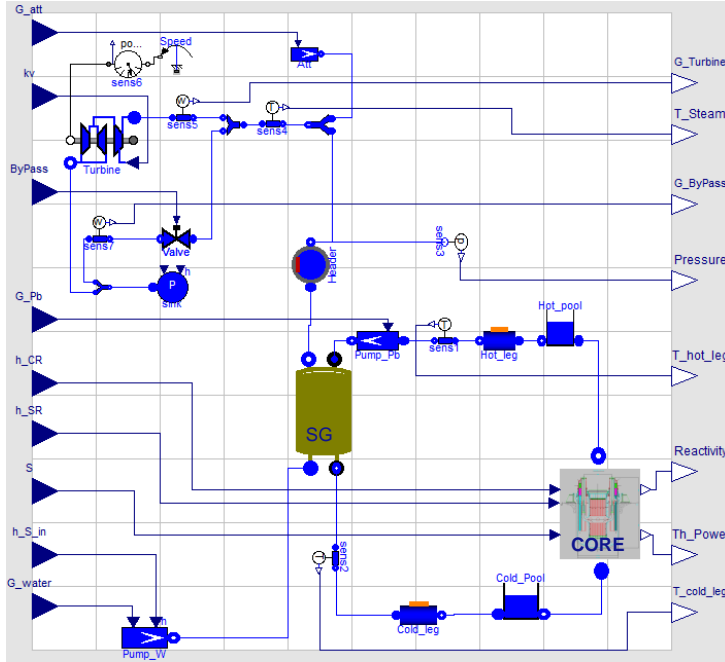 G_att
po...
Speed
Att
sens6
G_Turbine
kv
W
sens5
T
sens4
T_Steam
Turbine
ByPass
G_ByPass
W
sens7
Valve
sens3
p
Header
Pressure
h
P
sink
G_Pb
Hot_pool
T
Pump_Pb
sens1
Hot_leg
T_hot_leg
h_CR
h_SR
SG
Reactivity
S
CORE
Th_Power
h_S_in
T
sens2
Cold_Pool
T_cold_leg
G_water
Cold_leg
h
Pump_W